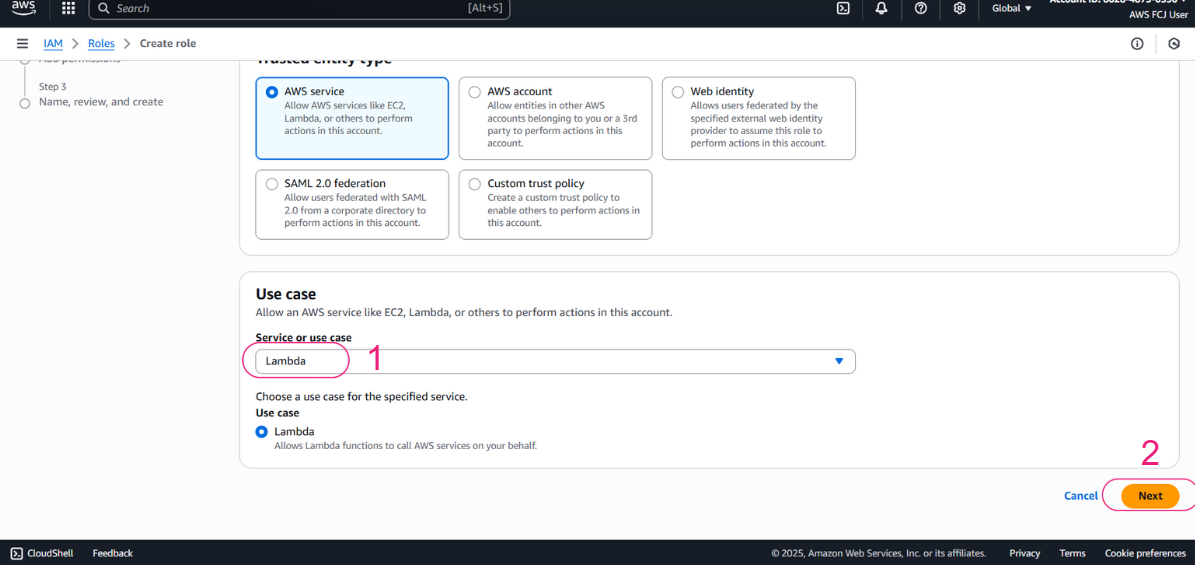 aws
Search
[Alt+S]
Global
AWS FCJ User
IAM > Roles > Create role
Step 3
Name, review, and create
Trusted entity type
AWS service
Allow AWS services like EC2,
Lambda, or others to perform
actions in this account.
AWS account
Allow entities in other AWS
accounts belonging to you or a 3rd
party to perform actions in this
account.
Web identity
Allows users federated by the
specified external web identity
provider to assume this role to
perform actions in this account.
SAML 2.0 federation
Allow users federated with SAML
2.0 from a corporate directory to
perform actions in this account.
Custom trust policy
Create a custom trust policy to
enable others to perform actions in
this account.
Use case
Allow an AWS service like EC2, Lambda, or others to perform actions in this account.
Service or use case
Lambda
1
Choose a use case for the specified service.
Use case
Lambda
Allows Lambda functions to call AWS services on your behalf.
2
Cancel
Next
CloudShell
Feedback
© 2025, Amazon Web Services, Inc. or its affiliates.
Privacy
Terms
Cookie preferences